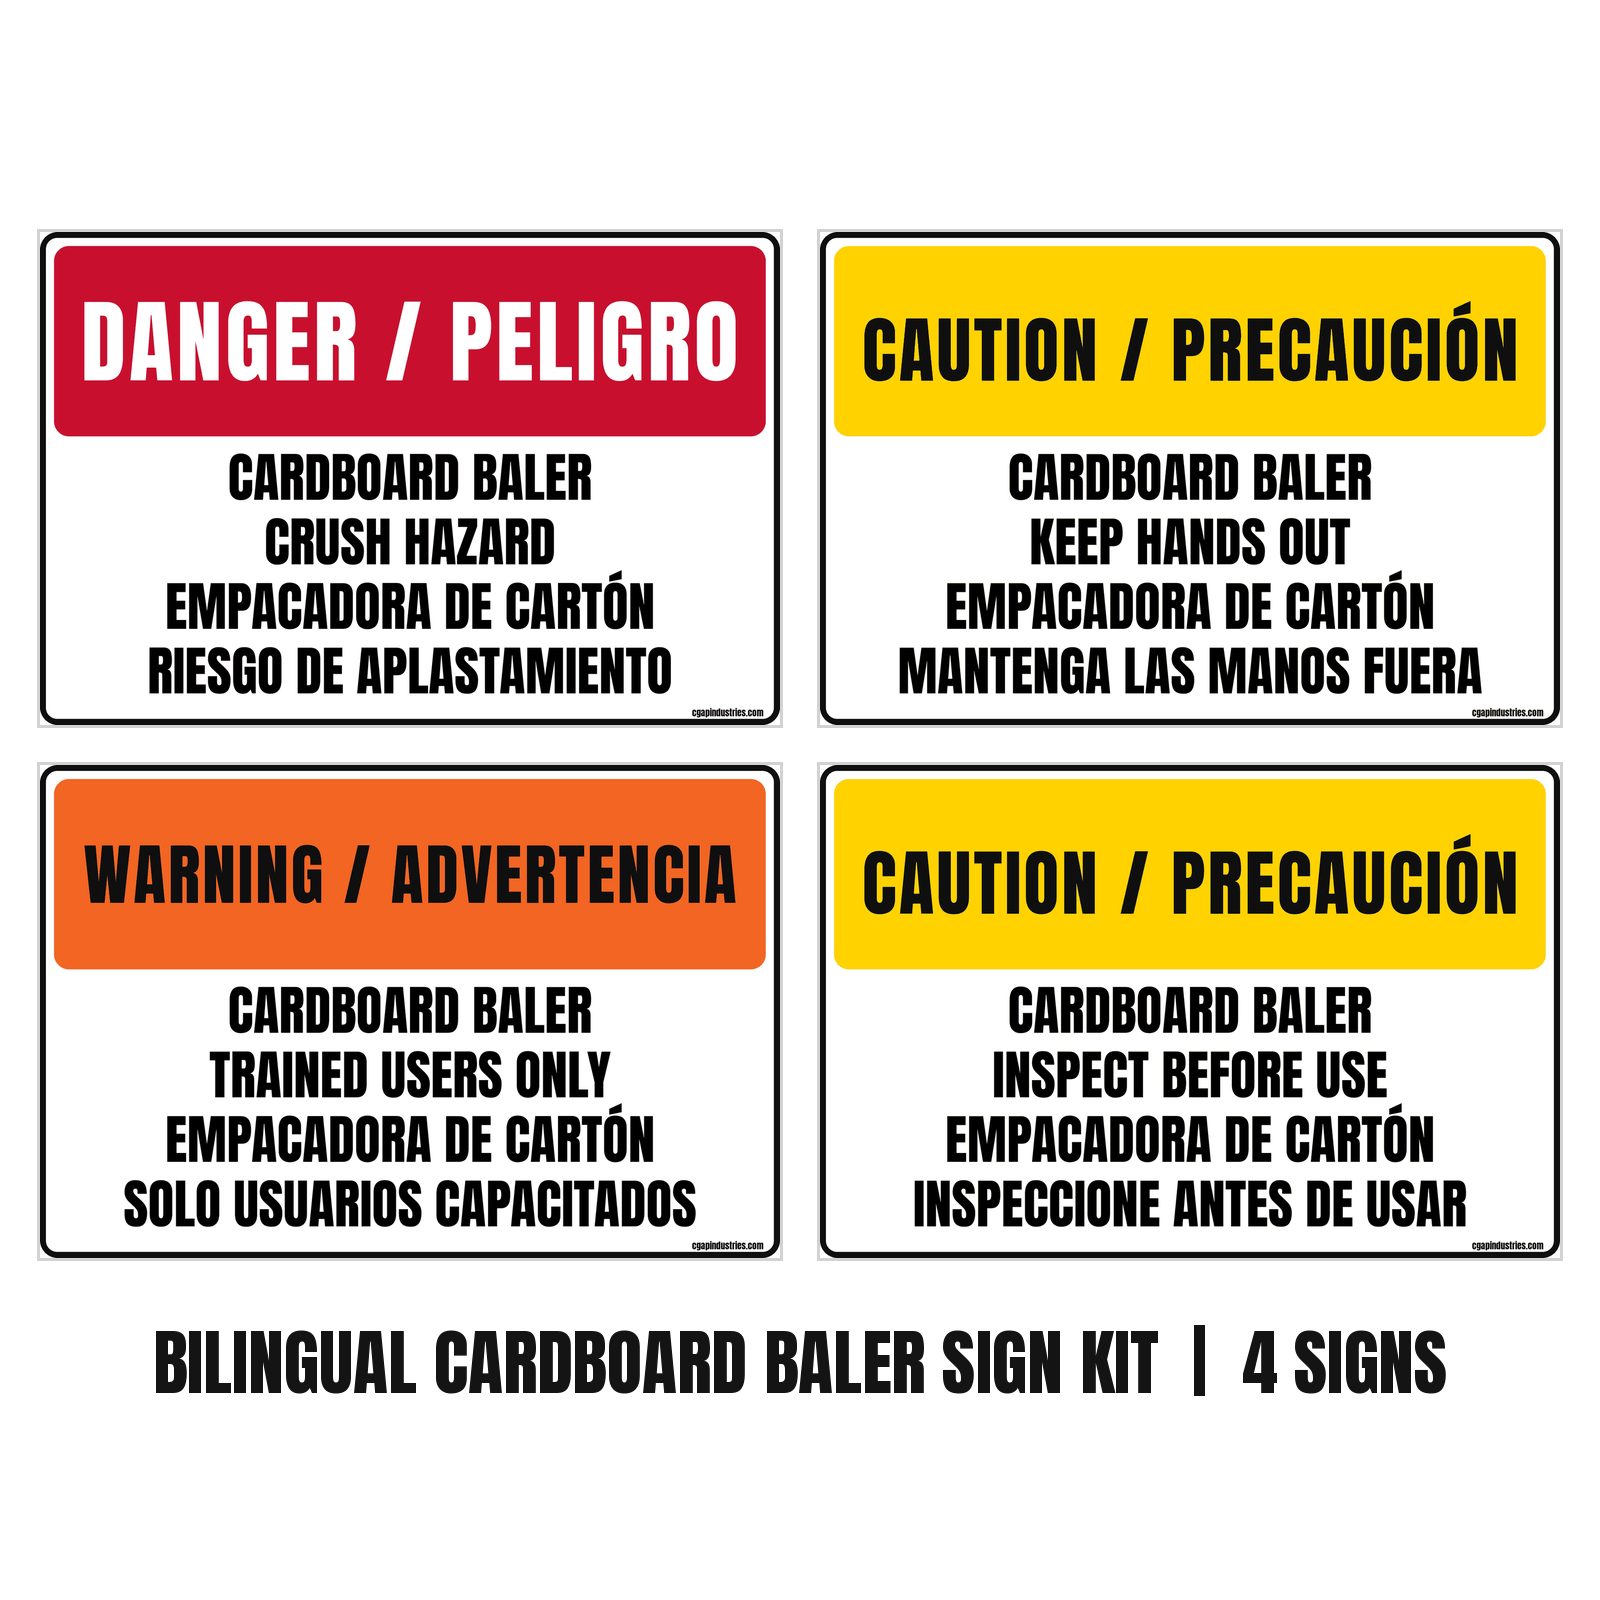 DANGER / PELIGRO
CARDBOARD BALER
CRUSH HAZARD
EMPACADORA DE CARTÓN
RIESGO DE APLASTAMIENTO
cgapindustries.com
CAUTION / PRECAUCIÓN
CARDBOARD BALER
KEEP HANDS OUT
EMPACADORA DE CARTÓN
MANTENGA LAS MANOS FUERA
cgapindustries.com
WARNING / ADVERTENCIA
CARDBOARD BALER
TRAINED USERS ONLY
EMPACADORA DE CARTÓN
SOLO USUARIOS CAPACITADOS
cgapindustries.com
CAUTION / PRECAUCIÓN
CARDBOARD BALER
INSPECT BEFORE USE
EMPACADORA DE CARTÓN
INSPECCIONE ANTES DE USAR
cgapindustries.com
BILINGUAL CARDBOARD BALER SIGN KIT | 4 SIGNS